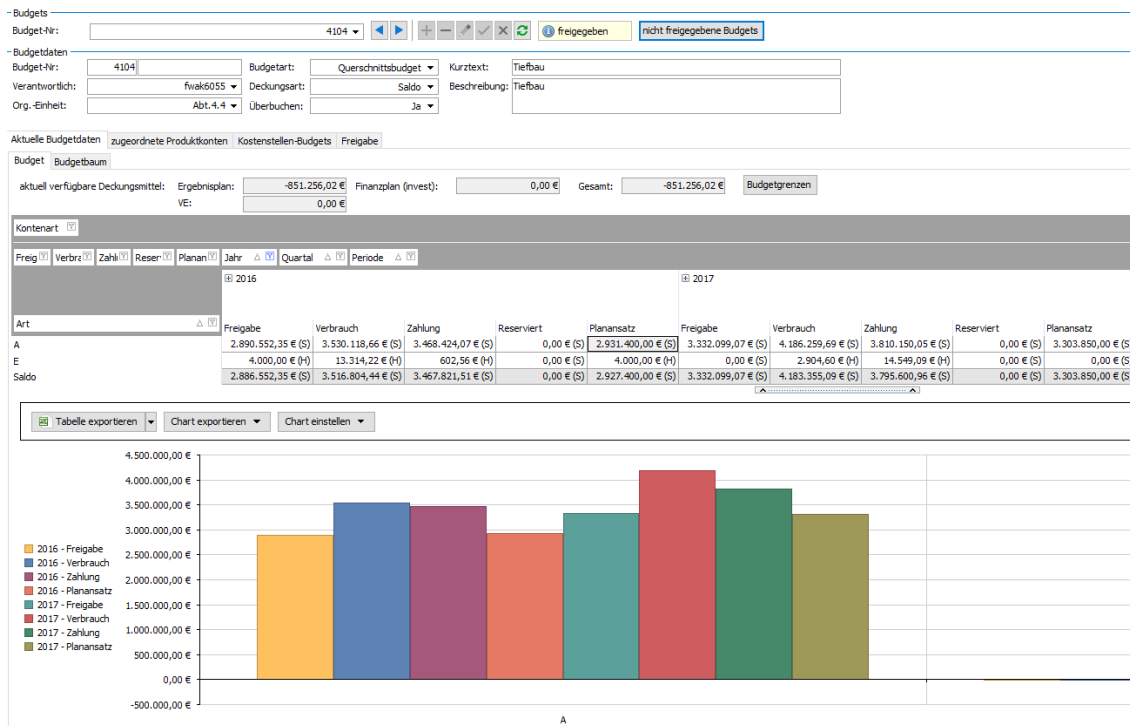 Budgets
Budget-Nr: 4104 freigegeben nicht freigegebene Budgets
Budgetdaten
Budget-Nr: 4104 Budgetart: Querschnittsbudget Kurztext: Tiefbau
Verantwortlich: fwak6055 Deckungsart: Saldo Beschreibung: Tiefbau
Org.-Einheit: Abt.4.4 Überbuchen: Ja
Aktuelle Budgetdaten zugeordnete Produktkonten Kostenstellen-Budgets Freigabe
Budget Budgetbaum
aktuell verfügbare Deckungsmittel: Ergebnisplan: -851.256,02 € Finanzplan (invest): 0,00 € Gesamt: -851.256,02 € Budgetgrenzen
VE: 0,00 €
Kontenart
Freig Verbra Zahl Reser Planan Jahr Quartal Periode
2016 2017
Art Freigabe Verbrauch Zahlung Reserviert Planansatz Freigabe Verbrauch Zahlung Reserviert Planansatz
A 2.890.552,35 € (S) 3.530.118,66 € (S) 3.468.424,07 € (S) 0,00 € (S) 2.931.400,00 € (S) 3.332.099,07 € (S) 4.186.259,69 € (S) 3.810.150,05 € (S) 0,00 € (S) 3.303.850,00 € (S
E 4.000,00 € (H) 13.314,22 € (H) 602,56 € (H) 0,00 € (S) 4.000,00 € (H) 0,00 € (S) 2.904,60 € (H) 14.549,09 € (H) 0,00 € (S) 0,00 € (S
Saldo 2.886.552,35 € (S) 3.516.804,44 € (S) 3.467.821,51 € (S) 0,00 € (S) 2.927.400,00 € (S) 3.332.099,07 € (S) 4.183.355,09 € (S) 3.795.600,96 € (S) 0,00 € (S) 3.303.850,00 € (S
Tabelle exportieren Chart exportieren Chart einstellen
4.500.000,00 €
4.000.000,00 €
3.500.000,00 €
3.000.000,00 €
2.500.000,00 €
2.000.000,00 €
1.500.000,00 €
1.000.000,00 €
500.000,00 €
0,00 €
-500.000,00 €
2016 - Freigabe
2016 - Verbrauch
2016 - Zahlung
2016 - Planansatz
2017 - Freigabe
2017 - Verbrauch
2017 - Zahlung
2017 - Planansatz
A